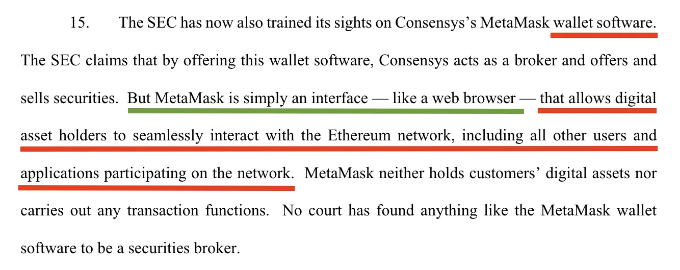 15. The SEC has now also trained its sights on Consensys's MetaMask wallet software.
The SEC claims that by offering this wallet software, Consensys acts as a broker and offers and
sells securities. But MetaMask is simply an interface — like a web browser — that allows digital
asset holders to seamlessly interact with the Ethereum network, including all other users and
applications participating on the network. MetaMask neither holds customers' digital assets nor
carries out any transaction functions. No court has found anything like the MetaMask wallet
software to be a securities broker.